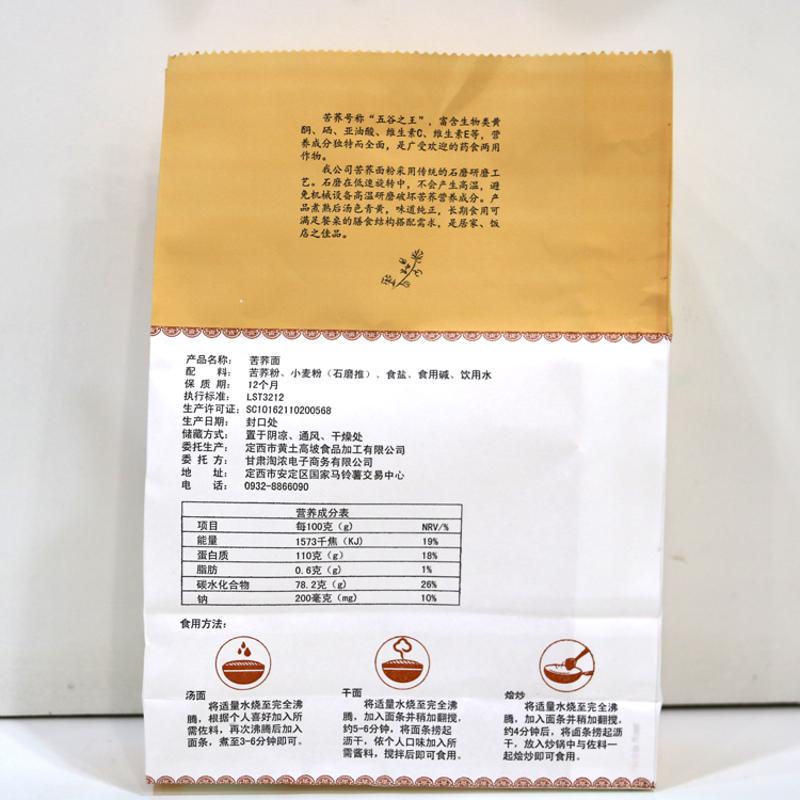 苦荞号称“五谷之王”，富含生物类黄
酮、硒、亚油酸、维生素C、维生素E等，营
养成分独特而全面，是广受欢迎的药食两用
作物。
我公司苦荞面粉采用传统的石磨研磨工
艺。石磨在低速旋转中，不会产生高温，避
免机械设备高温研磨破坏苦荞营养成分。产
品煮熟后汤色青黄，味道纯正，长期食用可
满足餐桌的膳食结构搭配需求，是居家、饭
店之佳品。
产品名称： 苦荞面
配 料： 苦荞粉、小麦粉（石磨推）、食盐、食用碱、饮用水
保 质 期： 12个月
执行标准： LST3212
生产许可证：SC10162110200568
生产日期： 封口处
储藏方式： 置于阴凉、通风、干燥处
委托生产： 定西市黄土高坡食品加工有限公司
委 托 方： 甘肃淘浓电子商务有限公司
地 址： 定西市安定区国家马铃薯交易中心
电 话： 0932-8866090
营养成分表
项目 每100克（g） NRV/%
能量 1573千焦（KJ） 19%
蛋白质 110克（g） 18%
脂肪 0.6克（g） 1%
碳水化合物 78.2克（g） 26%
钠 200毫克（mg） 10%
食用方法：
汤面
将适量水烧至完全沸
腾，根据个人喜好加入所
需佐料，再次沸腾后加入
面条，煮至3-6分钟即可。
干面
将适量水烧至完全沸
腾，加入面条并稍加翻搅，
约5-6分钟，将面条捞起
沥干，依个人口味加入所
需酱料，搅拌后即可食用。
烩炒
将适量水烧至完全沸
腾，加入面条并稍加翻搅，
约4分钟后，将卤条捞起沥
干，放入炒锅中与佐料一
起烩炒即可食用。